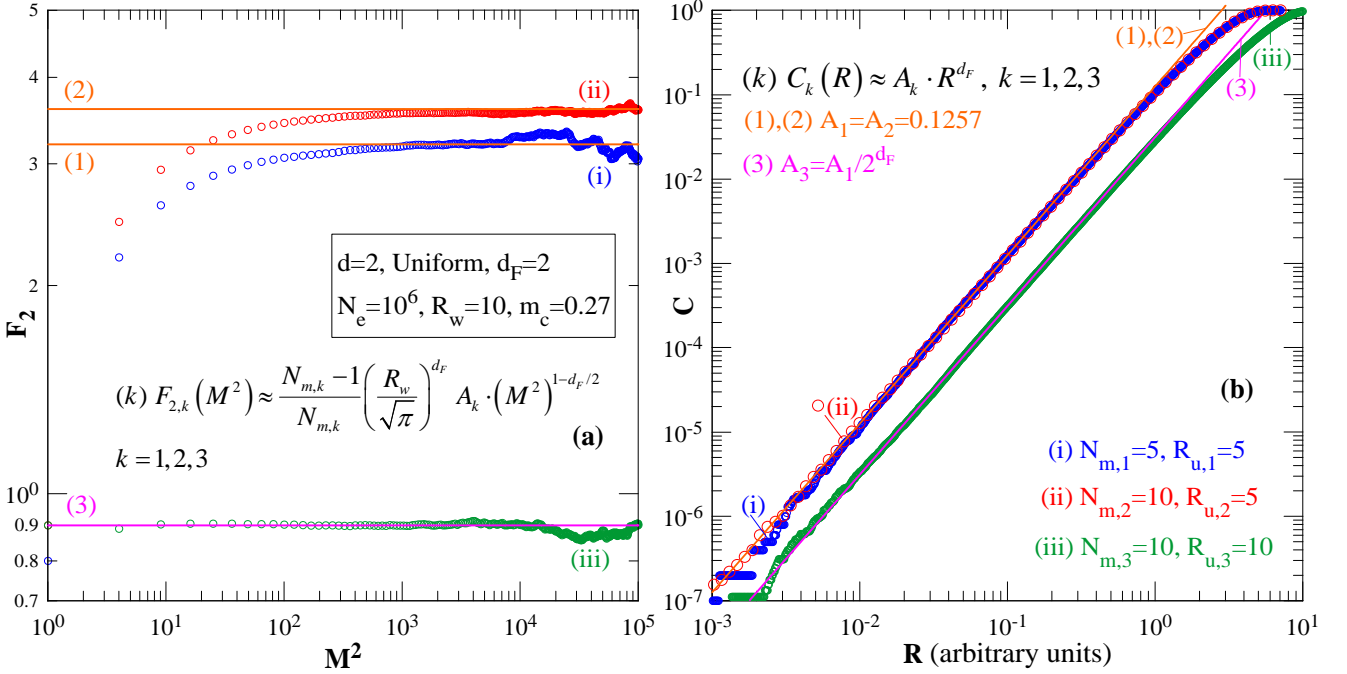 5
4
3
2
10⁰
0.9
0.8
0.7
F₂
(2)
(1)
(ii)
(i)
d=2, Uniform, d_F=2
N_e=10⁶, R_w=10, m_c=0.27
(k) F_{2,k}(M²) ≈ \frac{N_{m,k} − 1}{N_{m,k}} (\frac{R_w}{\sqrt{π}})^{d_F} A_k · (M²)^{1−d_F/2}
k = 1, 2, 3
(a)
(3)
(iii)
10⁰ 10¹ 10² 10³ 10⁴ 10⁵
M²
10⁰
10⁻¹
10⁻²
10⁻³
10⁻⁴
10⁻⁵
10⁻⁶
10⁻⁷
C
(1),(2)
(iii)
(3)
(k) C_k(R) ≈ A_k · R^{d_F} , k = 1, 2, 3
(1),(2) A₁=A₂=0.1257
(3) A₃=A₁/2^{d_F}
(ii)
(i)
(b)
(i) N_{m,1}=5, R_{u,1}=5
(ii) N_{m,2}=10, R_{u,2}=5
(iii) N_{m,3}=10, R_{u,3}=10
10⁻³ 10⁻² 10⁻¹ 10⁰ 10¹
R (arbitrary units)